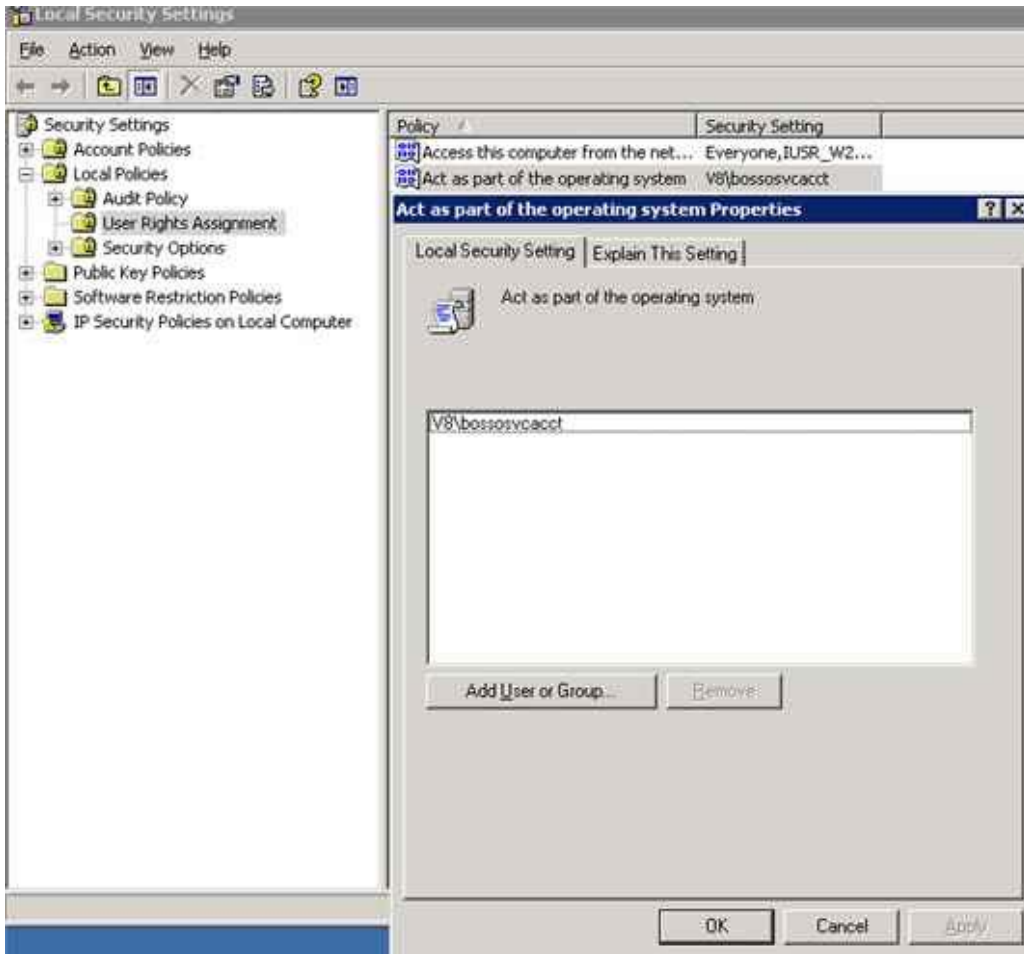 Local Security Settings
File Action View Help
Security Settings
Account Policies
Local Policies
Audit Policy
User Rights Assignment
Security Options
Public Key Policies
Software Restriction Policies
IP Security Policies on Local Computer
Policy Security Setting
Access this computer from the net... Everyone,IUSR_W2...
Act as part of the operating system V8\bossosvcacct
Act as part of the operating system Properties
Local Security Setting Explain This Setting
Act as part of the operating system
V8\bossosvcacct
Add User or Group... Remove
OK Cancel Apply